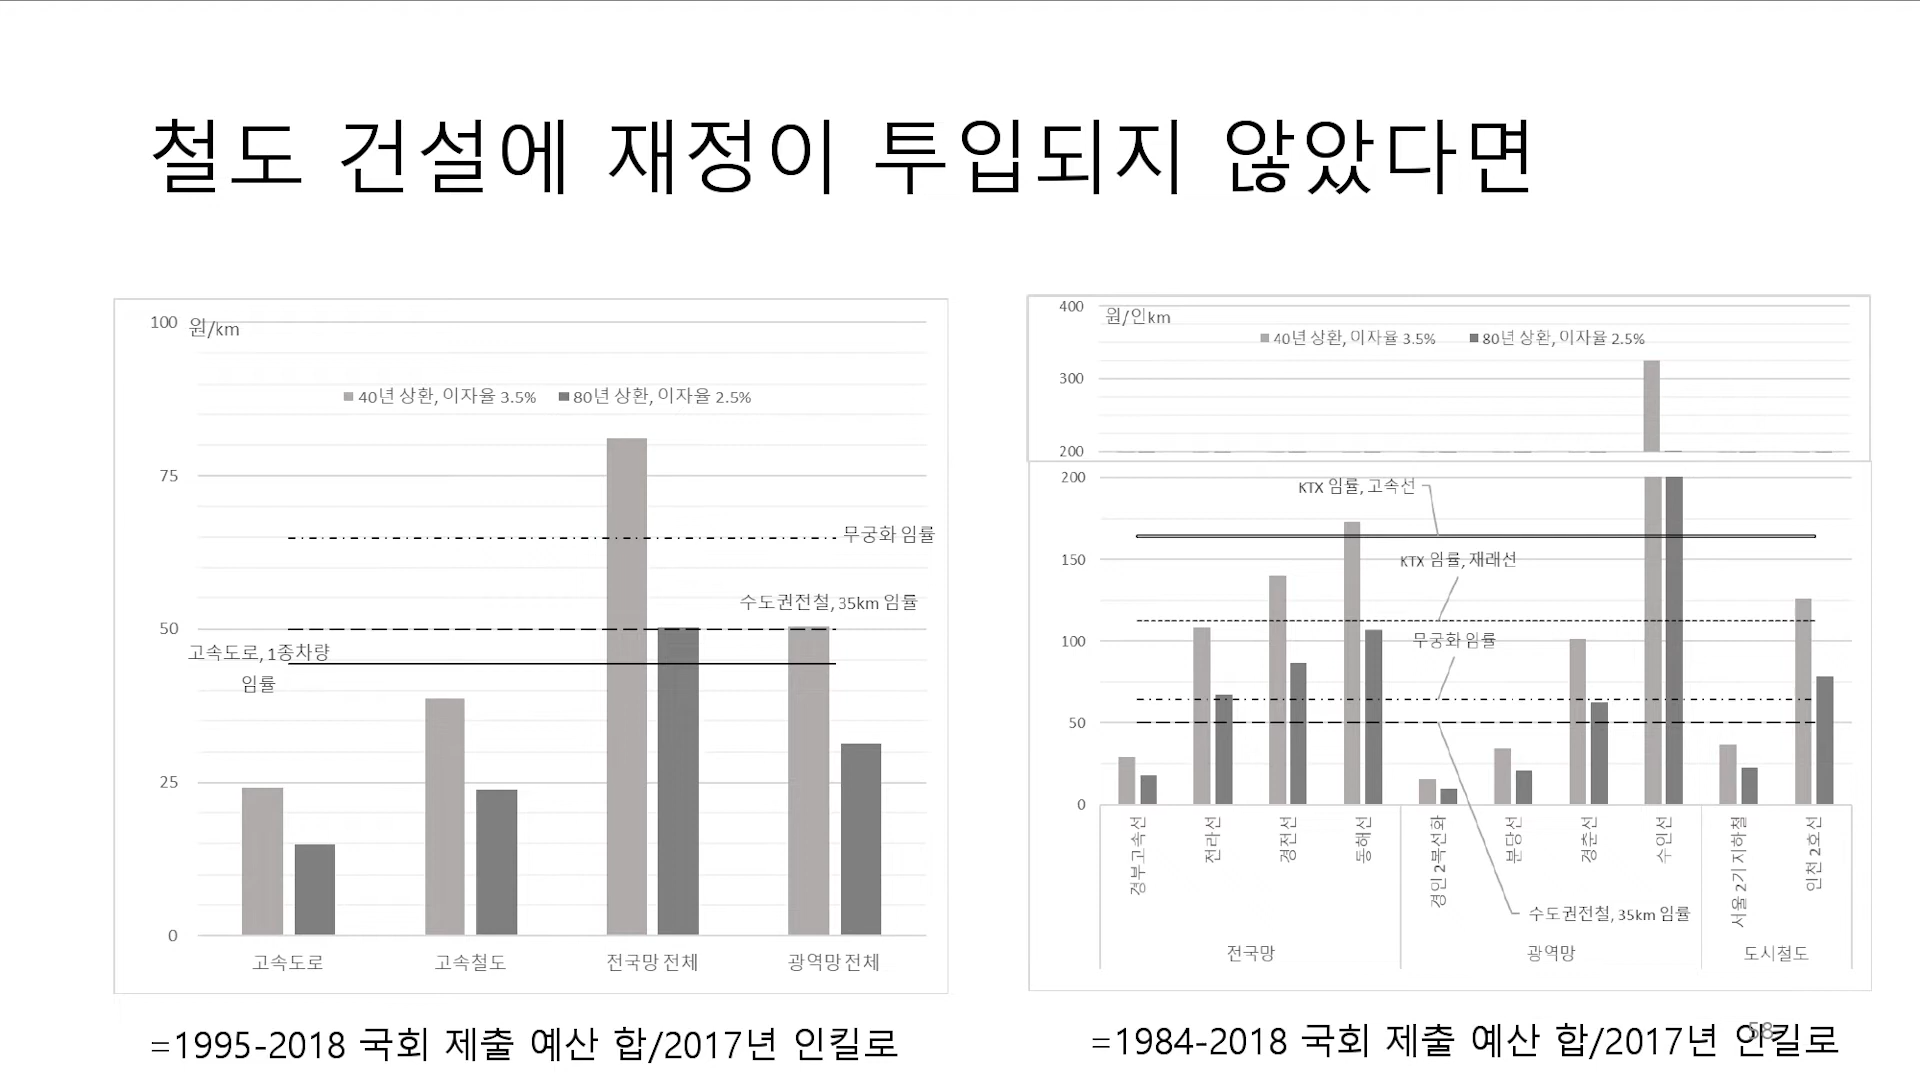 철도 건설에 재정이 투입되지 않았다면
원/km
100
75
50
25
0
40년 상환, 이자율 3.5%
80년 상환, 이자율 2.5%
무궁화 임률
수도권전철, 35km 임률
고속도로, 1종차량
임률
고속도로
고속철도
전국망 전체
광역망 전체
=1995-2018 국회 제출 예산 합/2017년 인킬로
원/인km
400
300
200
40년 상환, 이자율 3.5%
80년 상환, 이자율 2.5%
200
150
100
50
0
KTX 임률, 고속선
KTX 임률, 재래선
무궁화 임률
수도권전철, 35km 임률
경부고속선
전라선
경전선
동해선
경인 2복선화
분당선
경춘선
수인선
서울 2기 지하철
인천 2호선
전국망
광역망
도시철도
=1984-2018 국회 제출 예산 합/2017년 인킬로
58